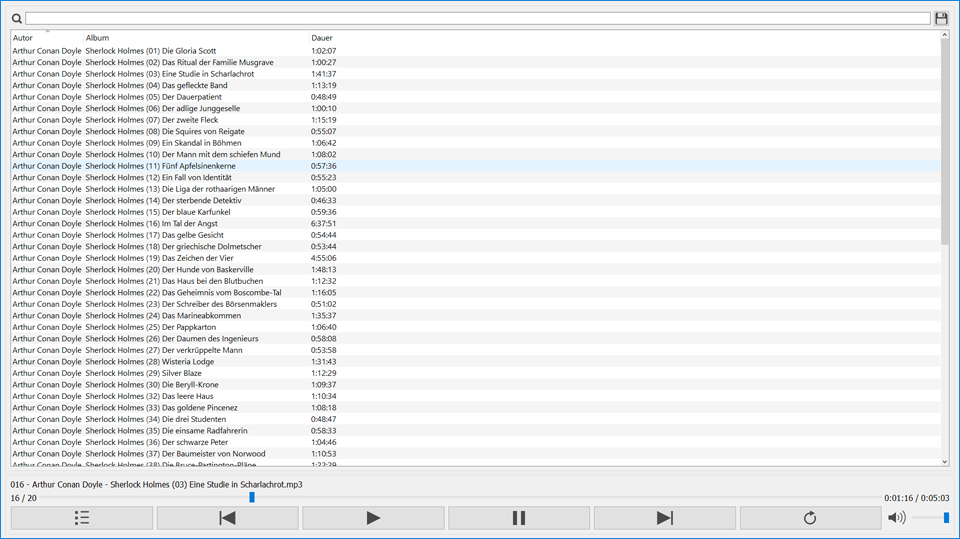 Autor Album Dauer
Arthur Conan Doyle Sherlock Holmes (01) Die Gloria Scott 1:02:07
Arthur Conan Doyle Sherlock Holmes (02) Das Ritual der Familie Musgrave 1:00:27
Arthur Conan Doyle Sherlock Holmes (03) Eine Studie in Scharlachrot 1:41:37
Arthur Conan Doyle Sherlock Holmes (04) Das gefleckte Band 1:13:19
Arthur Conan Doyle Sherlock Holmes (05) Der Dauerpatient 0:48:49
Arthur Conan Doyle Sherlock Holmes (06) Der adlige Junggeselle 1:00:10
Arthur Conan Doyle Sherlock Holmes (07) Der zweite Fleck 1:15:19
Arthur Conan Doyle Sherlock Holmes (08) Die Squires von Reigate 0:55:07
Arthur Conan Doyle Sherlock Holmes (09) Ein Skandal in Böhmen 1:06:42
Arthur Conan Doyle Sherlock Holmes (10) Der Mann mit dem schiefen Mund 1:08:02
Arthur Conan Doyle Sherlock Holmes (11) Fünf Apfelsinenkerne 0:57:36
Arthur Conan Doyle Sherlock Holmes (12) Ein Fall von Identität 0:55:23
Arthur Conan Doyle Sherlock Holmes (13) Die Liga der rothaarigen Männer 1:05:00
Arthur Conan Doyle Sherlock Holmes (14) Der sterbende Detektiv 0:46:33
Arthur Conan Doyle Sherlock Holmes (15) Der blaue Karfunkel 0:59:36
Arthur Conan Doyle Sherlock Holmes (16) Im Tal der Angst 6:37:51
Arthur Conan Doyle Sherlock Holmes (17) Das gelbe Gesicht 0:54:44
Arthur Conan Doyle Sherlock Holmes (18) Der griechische Dolmetscher 0:53:44
Arthur Conan Doyle Sherlock Holmes (19) Das Zeichen der Vier 4:55:06
Arthur Conan Doyle Sherlock Holmes (20) Der Hunde von Baskerville 1:48:13
Arthur Conan Doyle Sherlock Holmes (21) Das Haus bei den Blutbuchen 1:12:32
Arthur Conan Doyle Sherlock Holmes (22) Das Geheimnis vom Boscombe-Tal 1:16:05
Arthur Conan Doyle Sherlock Holmes (23) Der Schreiber des Börsenmaklers 0:51:02
Arthur Conan Doyle Sherlock Holmes (24) Das Marineabkommen 1:35:37
Arthur Conan Doyle Sherlock Holmes (25) Der Pappkarton 1:06:40
Arthur Conan Doyle Sherlock Holmes (26) Der Daumen des Ingenieurs 0:58:08
Arthur Conan Doyle Sherlock Holmes (27) Der verkrüppelte Mann 0:53:58
Arthur Conan Doyle Sherlock Holmes (28) Wisteria Lodge 1:31:43
Arthur Conan Doyle Sherlock Holmes (29) Silver Blaze 1:12:29
Arthur Conan Doyle Sherlock Holmes (30) Die Beryll-Krone 1:09:37
Arthur Conan Doyle Sherlock Holmes (32) Das leere Haus 1:10:34
Arthur Conan Doyle Sherlock Holmes (33) Das goldene Pincenez 1:08:18
Arthur Conan Doyle Sherlock Holmes (34) Die drei Studenten 0:48:47
Arthur Conan Doyle Sherlock Holmes (35) Die einsame Radfahrerin 0:58:33
Arthur Conan Doyle Sherlock Holmes (36) Der schwarze Peter 1:04:46
Arthur Conan Doyle Sherlock Holmes (37) Der Baumeister von Norwood 1:10:53
Arthur Conan Doyle Sherlock Holmes (38) Die Bruce-Partington-Pläne 1:22:29
016 - Arthur Conan Doyle - Sherlock Holmes (03) Eine Studie in Scharlachrot.mp3
16 / 20 0:01:16 / 0:05:03